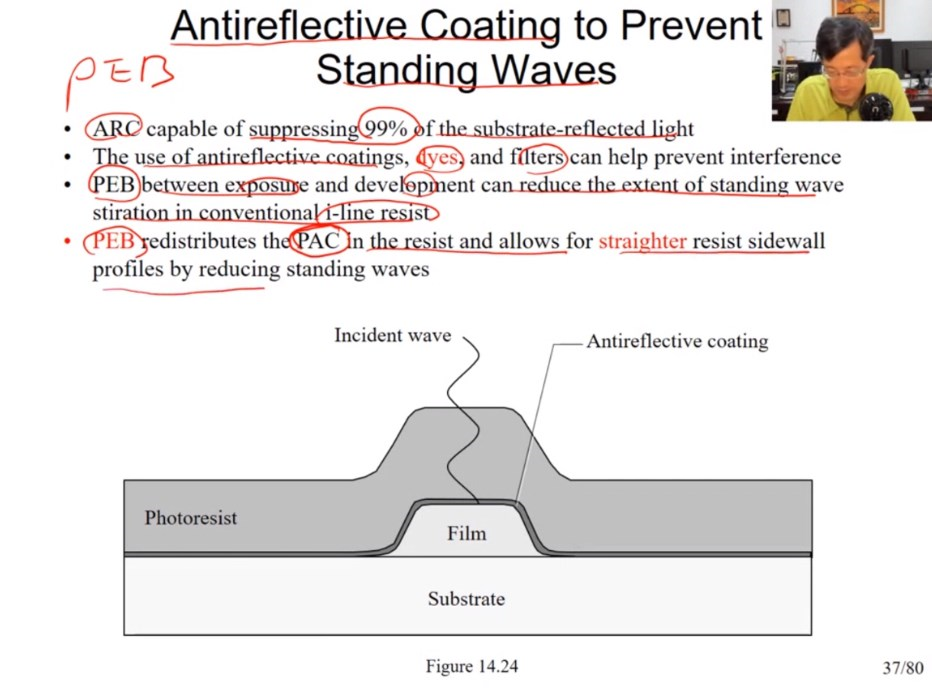 Antireflective Coating to Prevent
Standing Waves
PEB
• ARC capable of suppressing 99% of the substrate-reflected light
• The use of antireflective coatings, dyes, and filters can help prevent interference
• PEB between exposure and development can reduce the extent of standing wave
stiration in conventional i-line resist
• PEB redistributes the PAC in the resist and allows for straighter resist sidewall
profiles by reducing standing waves
Incident wave
Antireflective coating
Photoresist
Film
Substrate
Figure 14.24
37/80